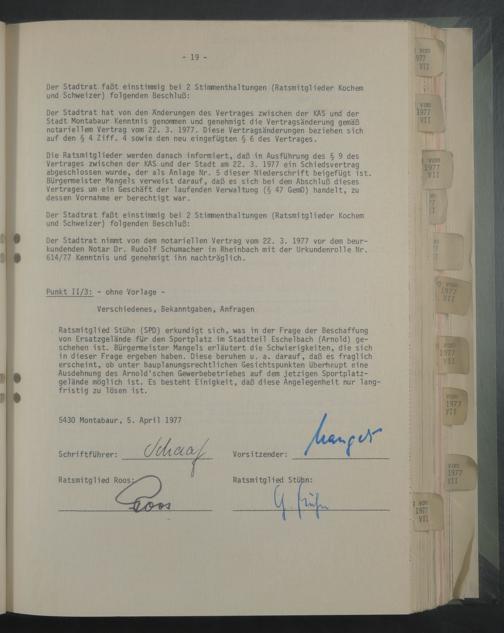 - 19 -
Der Stadtrat faßt einstimmig bei 2 Stimmenthaltungen (Ratsmitglieder Kochem
und Schweizer) folgenden Beschluß:
Der Stadtrat hat von den Änderungen des Vertrages zwischen der KAS und der
Stadt Montabaur Kenntnis genommen und genehmigt die Vertragsänderung gemäß
notariellem Vertrag vom 22. 3. 1977. Diese Vertragsänderungen beziehen sich
auf den § 4 Ziff. 4 sowie den neu eingefügten § 6 des Vertrages.
Die Ratsmitglieder werden danach informiert, daß in Ausführung des § 9 des
Vertrages zwischen der KAS und der Stadt am 22. 3. 1977 ein Schiedsvertrag
abgeschlossen wurde, der als Anlage Nr. 5 dieser Niederschrift beigefügt ist.
Bürgermeister Mangels verweist darauf, daß es sich bei dem Abschluß dieses
Vertrages um ein Geschäft der laufenden Verwaltung (§ 47 GemO) handelt, zu
dessen Vornahme er berechtigt war.
Der Stadtrat faßt einstimmig bei 2 Stimmenthaltungen (Ratsmitglieder Kochem
und Schweizer) folgenden Beschluß:
Der Stadtrat nimmt von dem notariellen Vertrag vom 22. 3. 1977 vor dem beur-
kundenden Notar Dr. Rudolf Schumacher in Rheinbach mit der Urkundenrolle Nr.
614/77 Kenntnis und genehmigt ihn nachträglich.
Punkt II/3: - ohne Vorlage -
Verschiedenes, Bekanntgaben, Anfragen
Ratsmitglied Stühn (SPD) erkundigt sich, was in der Frage der Beschaffung
von Ersatzgelände für den Sportplatz im Stadtteil Eschelbach (Arnold) ge-
schehen ist. Bürgermeister Mangels erläutert die Schwierigkeiten, die sich
in dieser Frage ergeben haben. Diese beruhen u. a. darauf, daß es fraglich
erscheint, ob unter bauplanungsrechtlichen Gesichtspunkten überhaupt eine
Ausdehnung des Arnold'schen Gewerbebetriebes auf dem jetzigen Sportplatz-
gelände möglich ist. Es besteht Einigkeit, daß diese Angelegenheit nur lang-
fristig zu lösen ist.
5430 Montabaur, 5. April 1977
Schriftführer: Schaaf Vorsitzender: Mangels
Ratsmitglied Roos: Ratsmitglied Stühn:
Roos G. Stühn